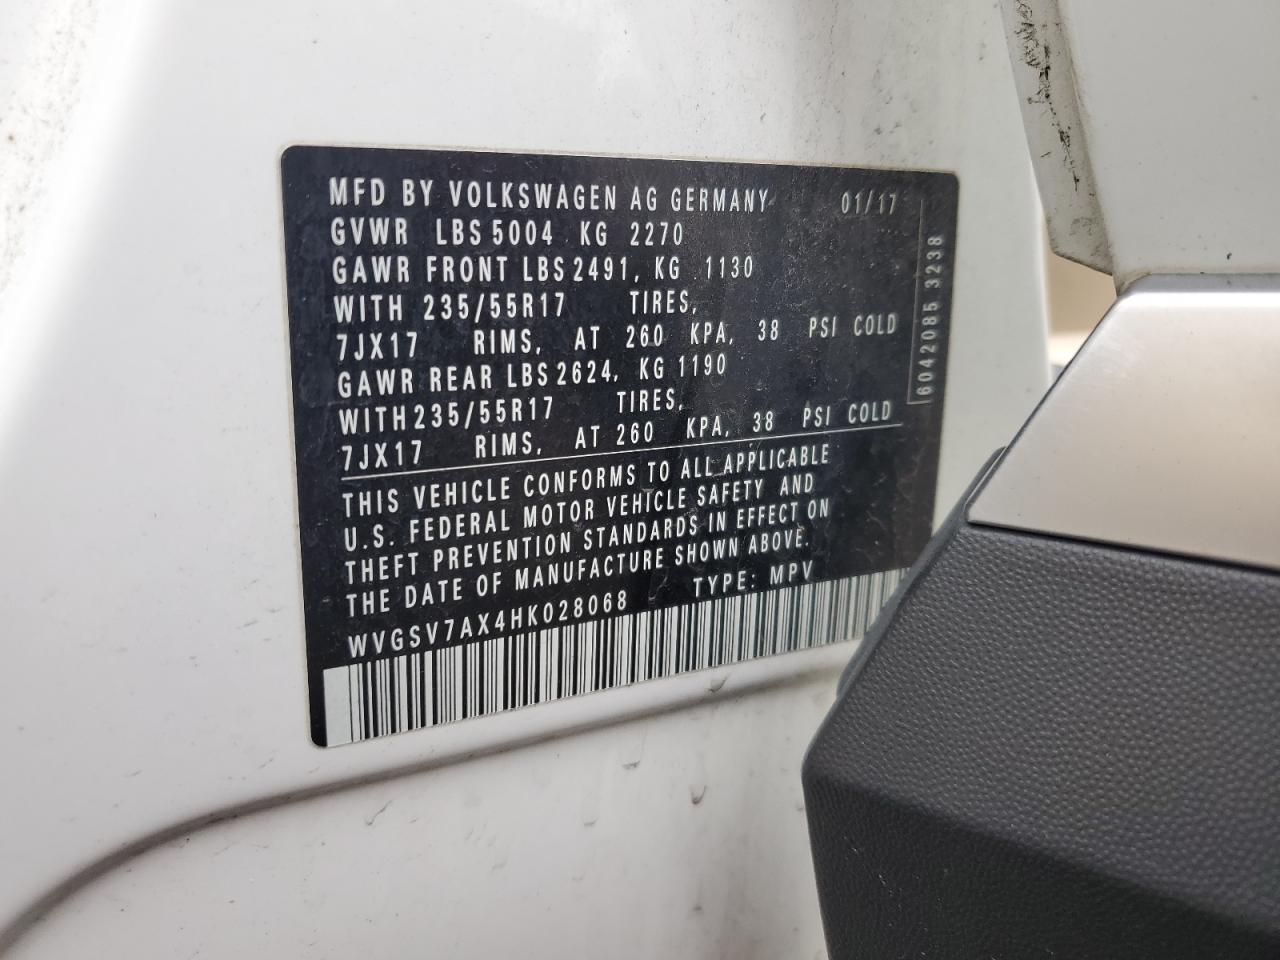 MFD BY VOLKSWAGEN AG GERMANY 01/17
GVWR LBS 5004 KG 2270
GAWR FRONT LBS 2491, KG 1130
WITH 235/55R17 TIRES,
7JX17 RIMS, AT 260 KPA, 38 PSI COLD
GAWR REAR LBS 2624, KG 1190
WITH 235/55R17 TIRES,
7JX17 RIMS, AT 260 KPA, 38 PSI COLD
THIS VEHICLE CONFORMS TO ALL APPLICABLE
U.S. FEDERAL MOTOR VEHICLE SAFETY AND
THEFT PREVENTION STANDARDS IN EFFECT ON
THE DATE OF MANUFACTURE SHOWN ABOVE.
WVGSV7AX4HK028068 TYPE: MPV
6042085 3238